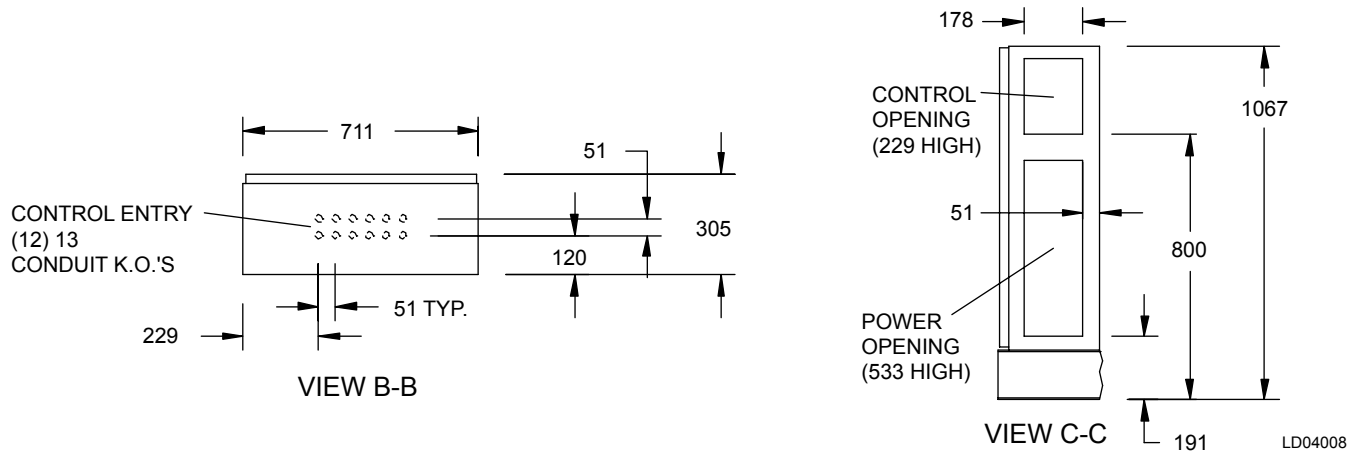 711
51
305
120
CONTROL ENTRY
(12) 13
CONDUIT K.O.'S
51 TYP.
229
VIEW B-B
178
CONTROL
OPENING
(229 HIGH)
1067
51
800
POWER
OPENING
(533 HIGH)
191
VIEW C-C
LD04008